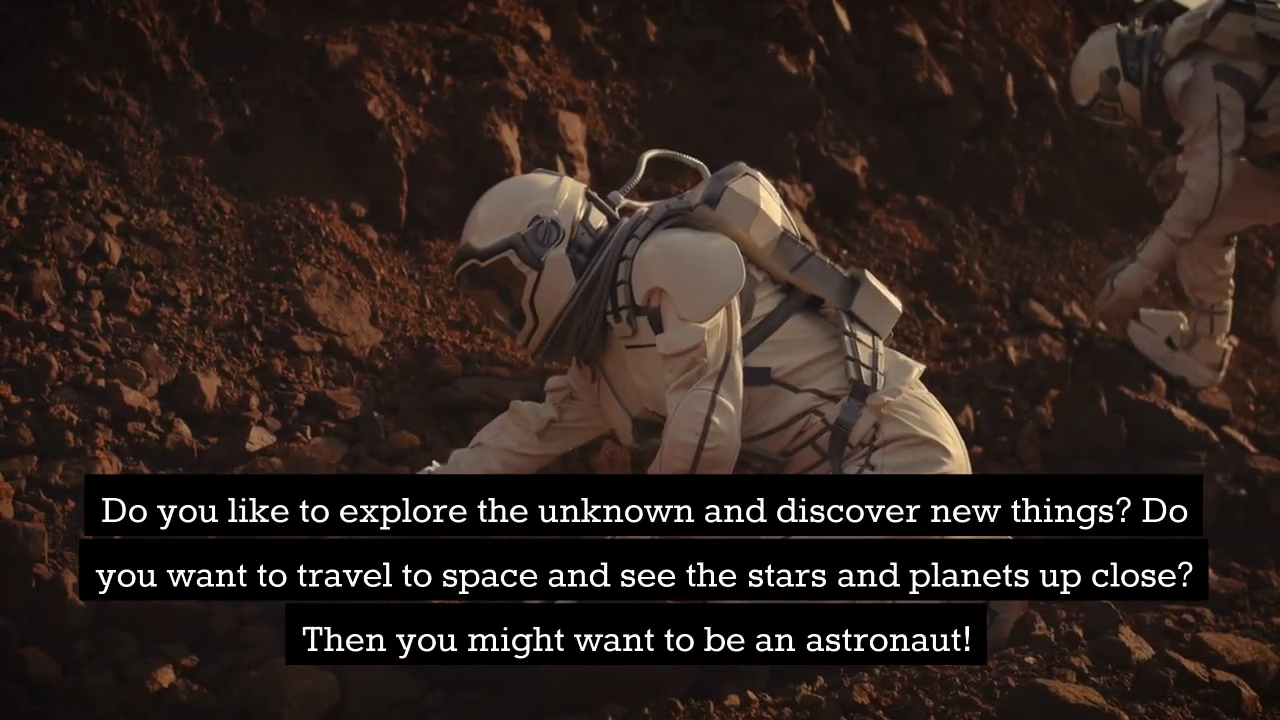 Do you like to explore the unknown and discover new things? Do
you want to travel to space and see the stars and planets up close?
Then you might want to be an astronaut!